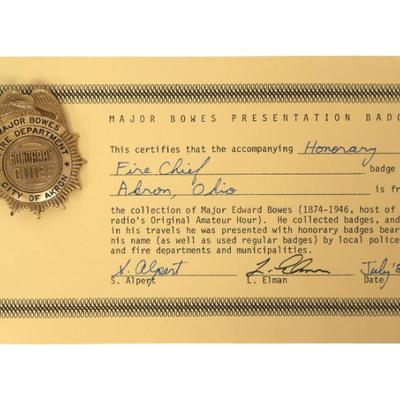 MAJOR BOWES
FIRE DEPARTMENT
HONORARY
CITY OF AKRON
MAJOR BOWES PRESENTATION BADG
This certifies that the accompanying Honorary
Fire Chief badge
Akron, Ohio is fr
the collection of Major Edward Bowes (1874-1946, host of
radio's Original Amateur Hour). He collected badges, and
in his travels he was presented with honorary badges bear
his name (as well as used regular badges) by local police
and fire departments and municipalities.
S. Alpert L. Elman July '8
S. Alpert L. Elman Date